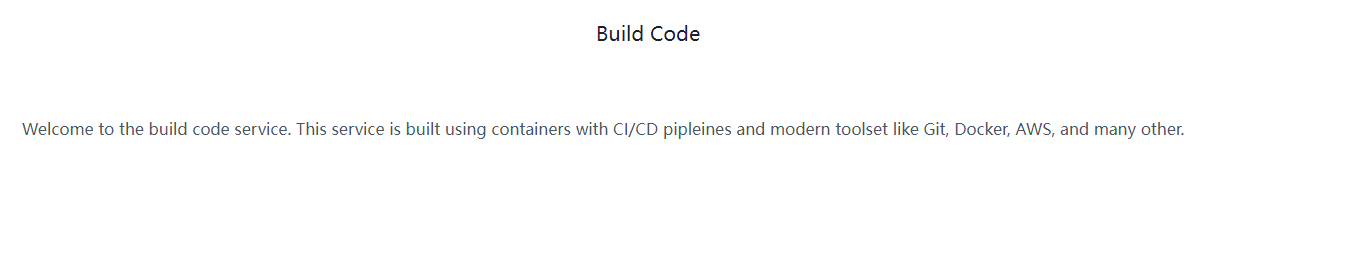 Build Code
Welcome to the build code service. This service is built using containers with CI/CD pipleines and modern toolset like Git, Docker, AWS, and many other.